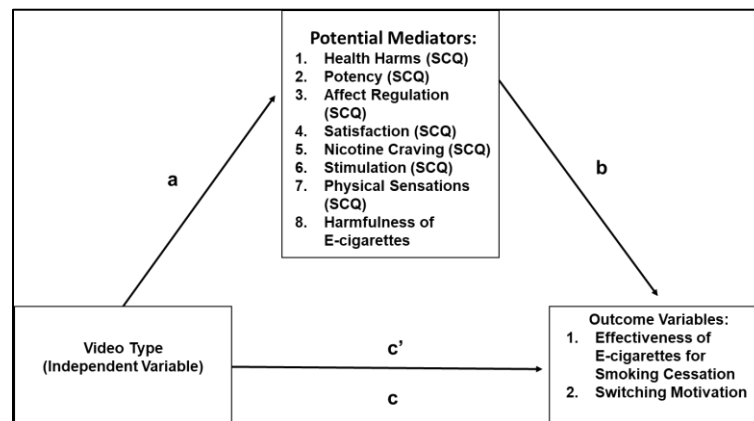 Potential Mediators:
1. Health Harms (SCQ)
2. Potency (SCQ)
3. Affect Regulation
(SCQ)
4. Satisfaction (SCQ)
5. Nicotine Craving (SCQ)
6. Stimulation (SCQ)
7. Physical Sensations
(SCQ)
8. Harmfulness of
E-cigarettes
a
b
Video Type
(Independent Variable)
c’
c
Outcome Variables:
1. Effectiveness of
E-cigarettes for
Smoking Cessation
2. Switching Motivation